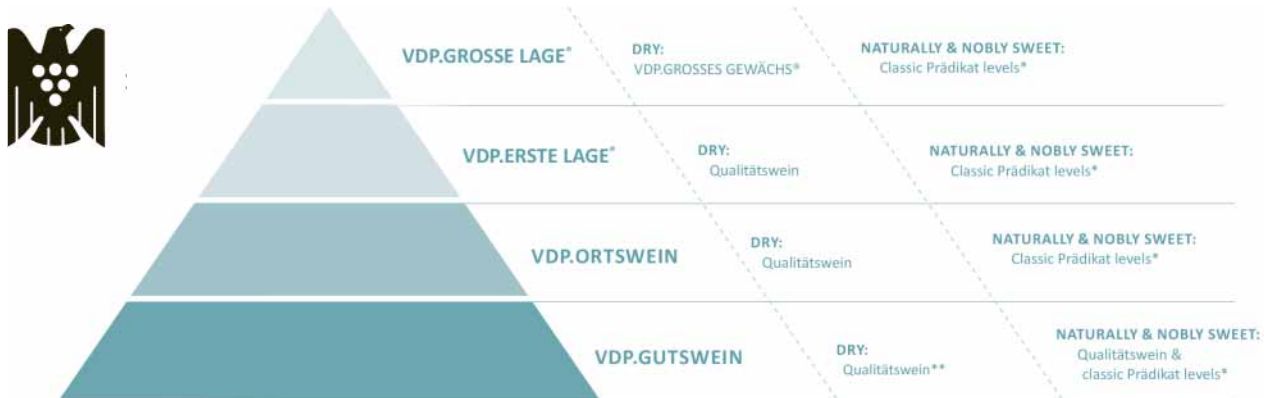 VDP.GROSSE LAGE®
DRY:
VDP.GROSSES GEWÄCHS®
NATURALLY & NOBLY SWEET:
Classic Prädikat levels*
VDP.ERSTE LAGE®
DRY:
Qualitätswein
NATURALLY & NOBLY SWEET:
Classic Prädikat levels*
VDP.ORTSWEIN
DRY:
Qualitätswein
NATURALLY & NOBLY SWEET:
Classic Prädikat levels*
VDP.GUTSWEIN
DRY:
Qualitätswein**
NATURALLY & NOBLY SWEET:
Qualitätswein &
classic Prädikat levels*